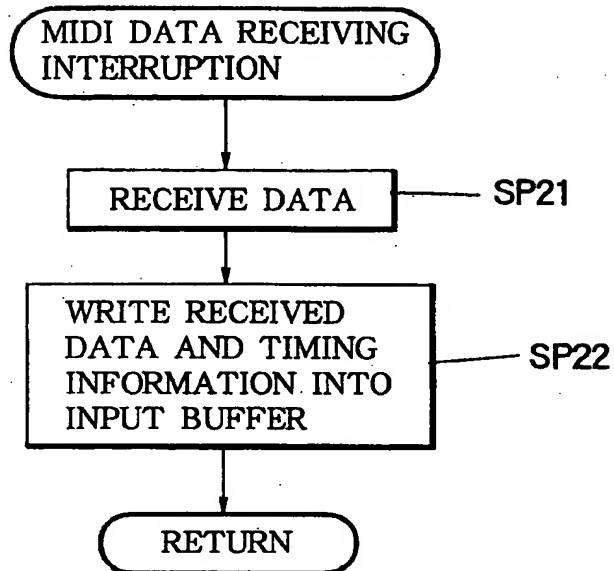 MIDI DATA RECEIVING
INTERRUPTION
RECEIVE DATA
SP21
WRITE RECEIVED
DATA AND TIMING
INFORMATION INTO
INPUT BUFFER
SP22
RETURN